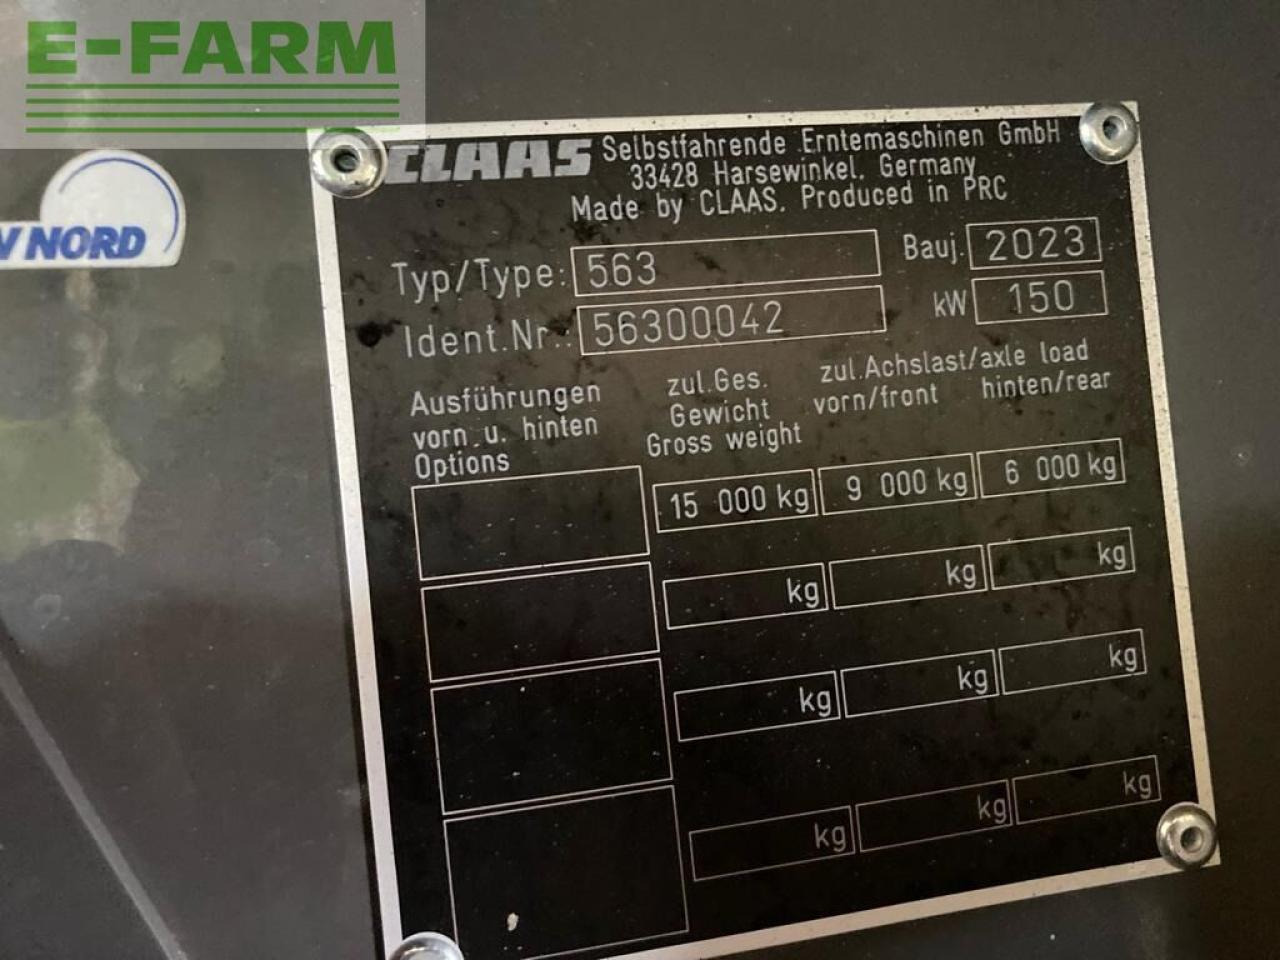 E-FARM
V NORD
CLAAS Selbstfahrende Erntemaschinen GmbH
33428 Harsewinkel, Germany
Made by CLAAS. Produced in PRC
Typ/Type: 563 Bauj. 2023
Ident.Nr.: 56300042 kW 150
Ausführungen zul.Ges. zul.Achslast/axle load
vorn u. hinten Gewicht vorn/front hinten/rear
Options Gross weight
15 000 kg 9 000 kg 6 000 kg
kg kg kg
kg kg kg
kg kg kg